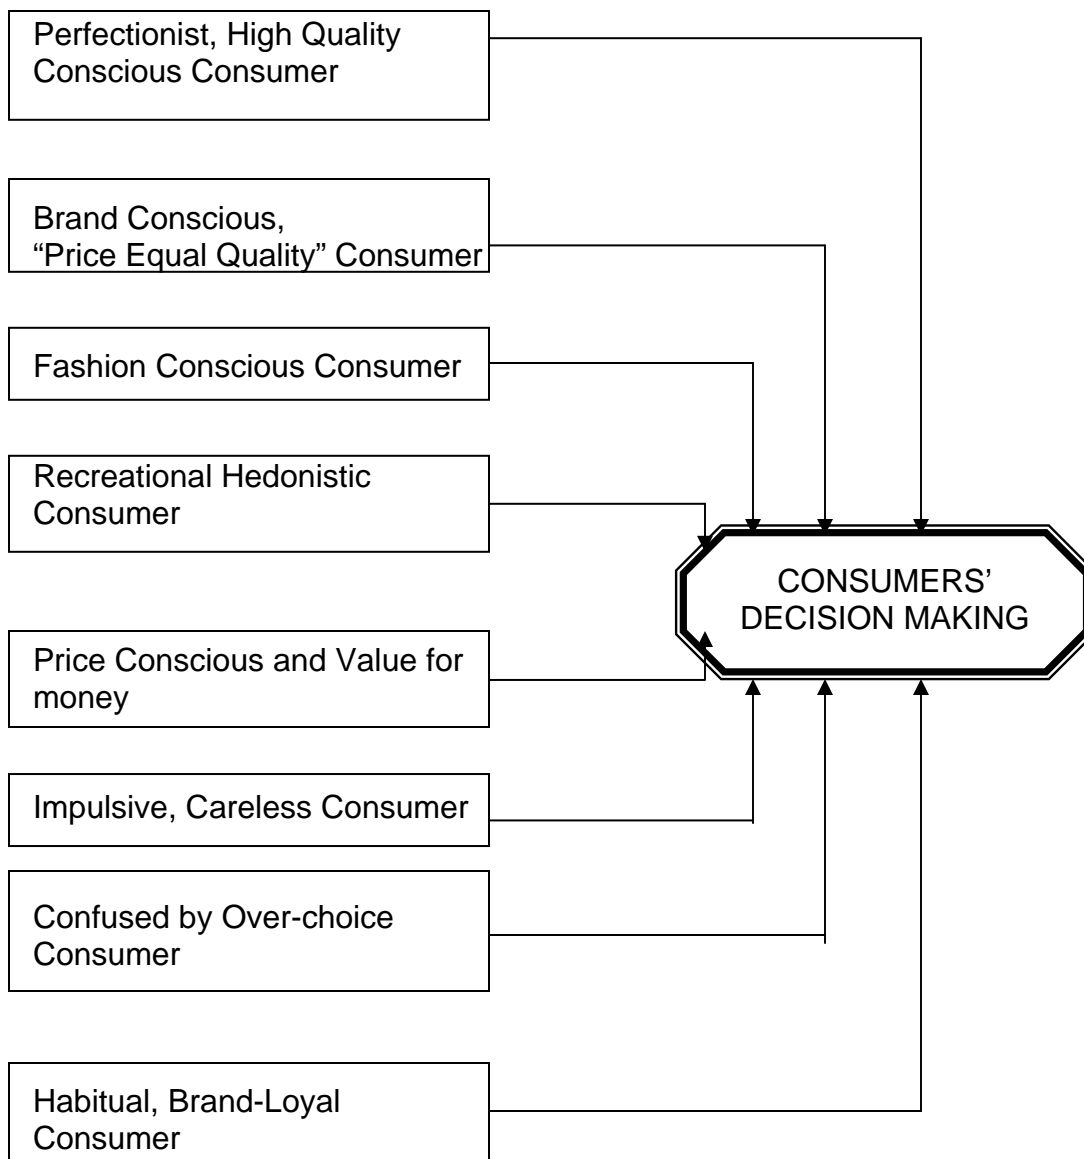 Perfectionist, High Quality
Conscious Consumer
Brand Conscious,
“Price Equal Quality” Consumer
Fashion Conscious Consumer
Recreational Hedonistic
Consumer
CONSUMERS’
DECISION MAKING
Price Conscious and Value for
money
Impulsive, Careless Consumer
Confused by Over-choice
Consumer
Habitual, Brand-Loyal
Consumer